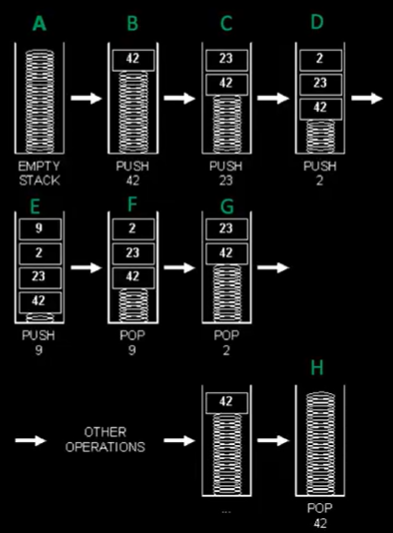 A B C D
42 23 2
42 23
42
EMPTY PUSH PUSH PUSH
STACK 42 23 2
E F G
9 2 23
2 23 42
23 42
42
PUSH POP POP
9 9 2
H
42
OTHER
OPERATIONS
... POP
42